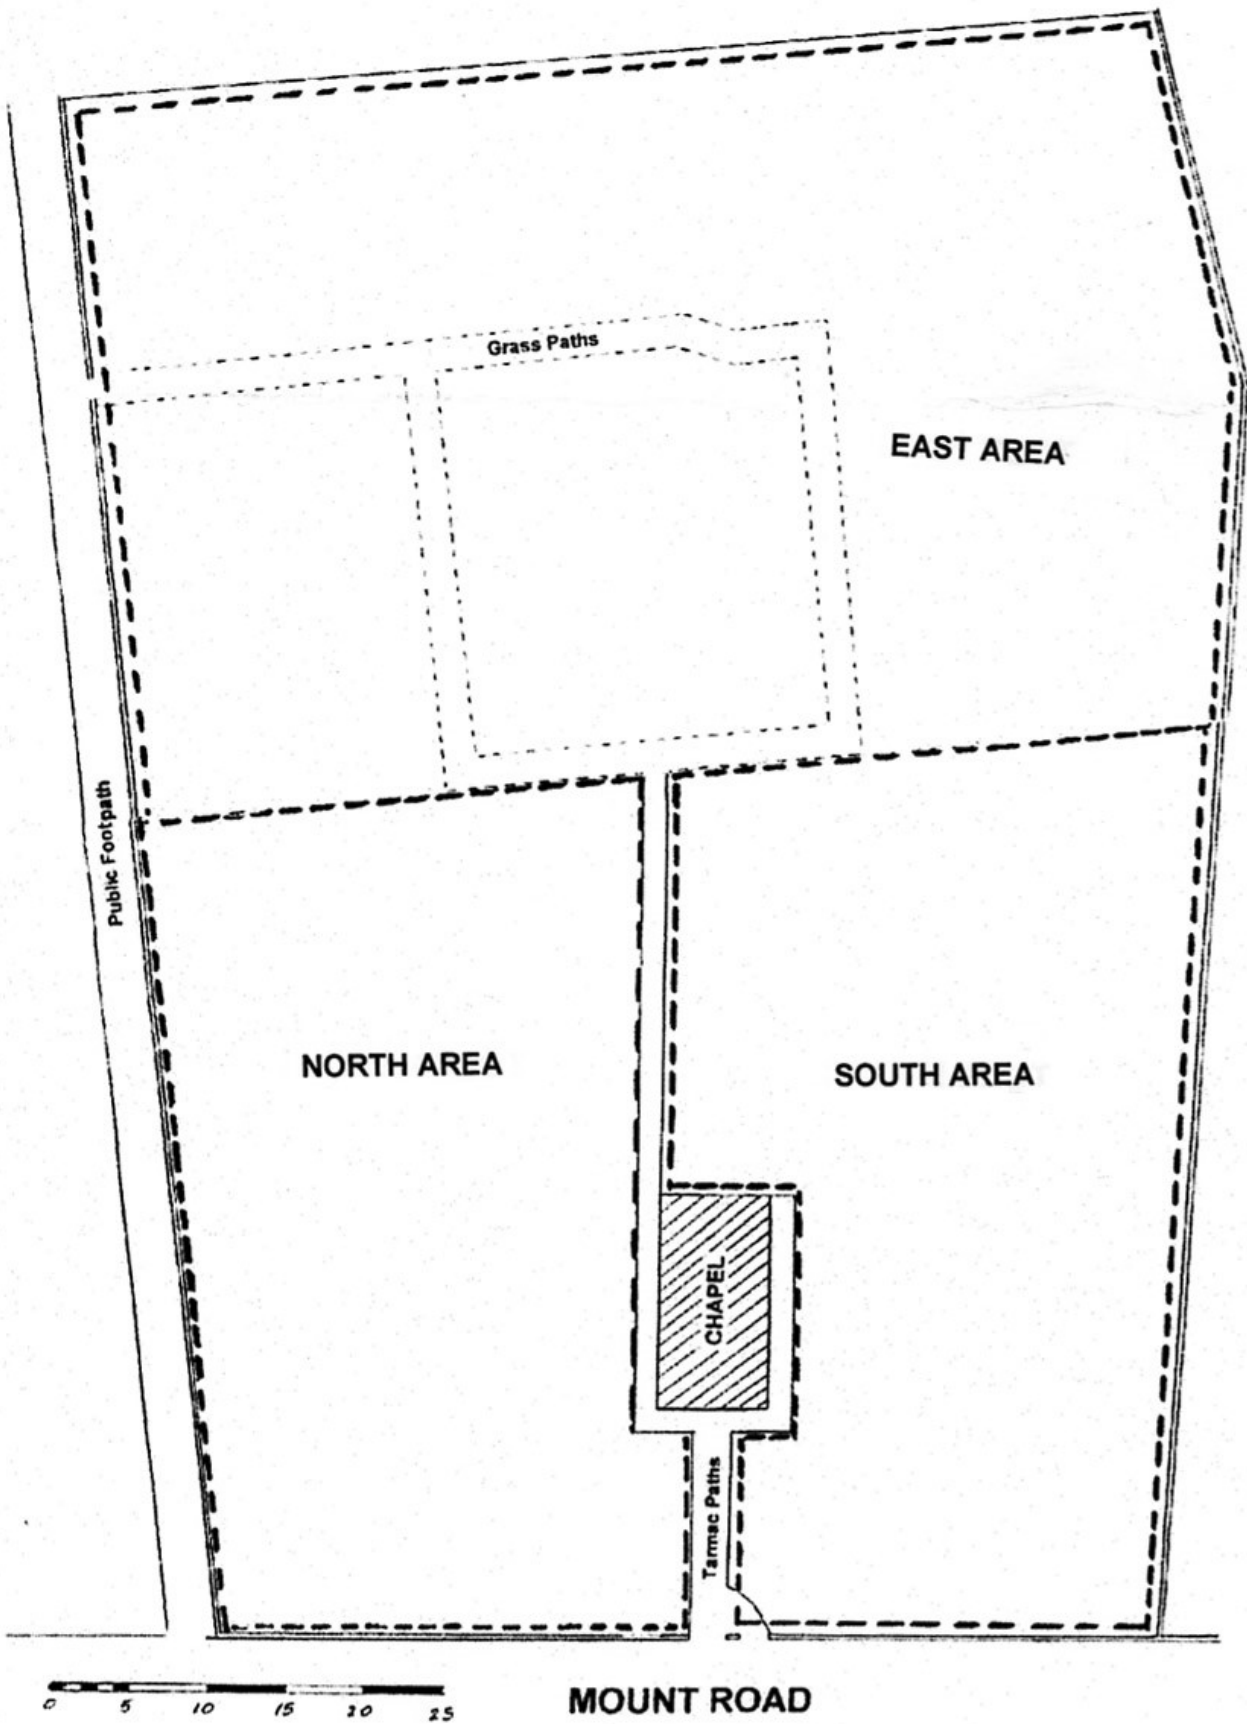 Grass Paths
EAST AREA
Public Footpath
NORTH AREA
SOUTH AREA
CHAPEL
Tarmac Paths
0 5 10 15 20 25
MOUNT ROAD